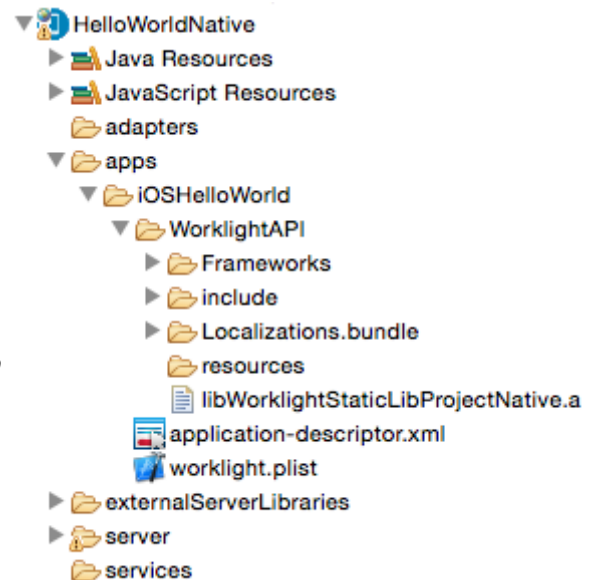 HelloWorldNative
Java Resources
JavaScript Resources
adapters
apps
iOSHelloWorld
WorklightAPI
Frameworks
include
Localizations.bundle
resources
libWorklightStaticLibProjectNative.a
application-descriptor.xml
worklight.plist
externalServerLibraries
server
services